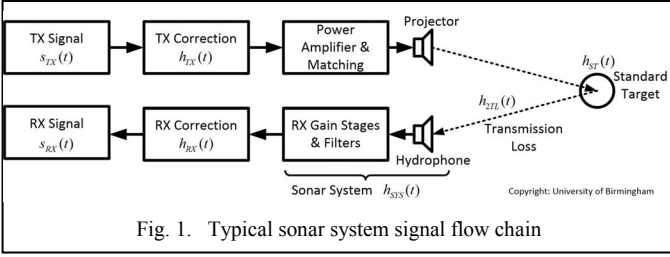 TX Signal
s_TX(t)
TX Correction
h_TX(t)
Power
Amplifier &
Matching
Projector
h_ST(t)
Standard
Target
h_2TL(t)
Transmission
Loss
RX Signal
s_RX(t)
RX Correction
h_RX(t)
RX Gain Stages
& Filters
Hydrophone
Sonar System h_SYS(t)
Copyright: University of Birmingham
Fig. 1. Typical sonar system signal flow chain